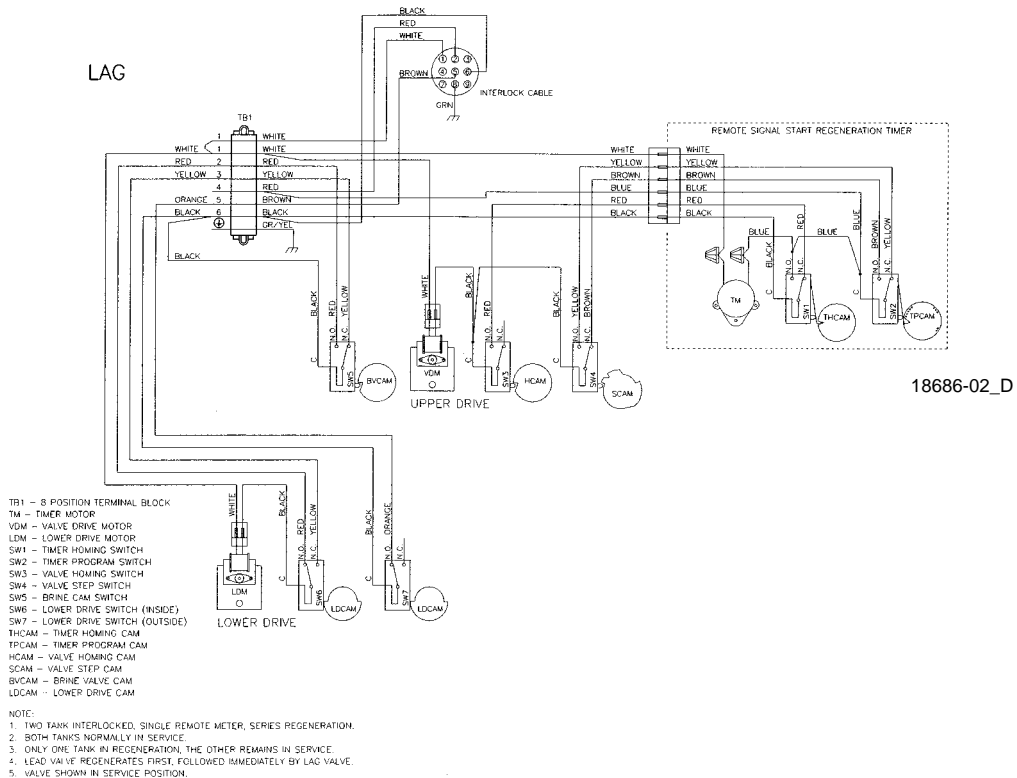 BLACK
RED
WHITE
LAG
1 2 3
4 5 6
7 8 9
BROWN
INTERLOCK CABLE
GRN
TB1
REMOTE SIGNAL START REGENERATION TIMER
1 WHITE
WHITE 1 WHITE
RED 2 RED
YELLOW 3 YELLOW
4 RED
ORANGE 5 BROWN
BLACK 6 BLACK
GR/YEL
BLACK
WHITE WHITE
YELLOW YELLOW
BROWN BROWN
BLUE BLUE
RED RED
BLACK BLACK
BLUE
BLACK
RED
BLUE
BLUE
BROWN
YELLOW
N.O.
N.C.
C
N.O.
N.C.
C
TM
SW1
THCAM
SW2
TPCAM
BLACK
RED
YELLOW
N.O.
N.C.
C
SW5
BVCAM
WHITE
VDM
UPPER DRIVE
BLACK
RED
N.O.
N.C.
C
SW3
HCAM
BLACK
YELLOW
BROWN
N.O.
N.C.
C
SW4
SCAM
18686-02_D
WHITE
LDM
LOWER DRIVE
BLACK
RED
YELLOW
N.O.
N.C.
C
SW6
LDCAM
BLACK
ORANGE
N.O.
N.C.
C
SW7
LDCAM
TB1 - 8 POSITION TERMINAL BLOCK
TM - TIMER MOTOR
VDM - VALVE DRIVE MOTOR
LDM - LOWER DRIVE MOTOR
SW1 - TIMER HOMING SWITCH
SW2 - TIMER PROGRAM SWITCH
SW3 - VALVE HOMING SWITCH
SW4 - VALVE STEP SWITCH
SW5 - BRINE CAM SWITCH
SW6 - LOWER DRIVE SWITCH (INSIDE)
SW7 - LOWER DRIVE SWITCH (OUTSIDE)
THCAM - TIMER HOMING CAM
TPCAM - TIMER PROGRAM CAM
HCAM - VALVE HOMING CAM
SCAM - VALVE STEP CAM
BVCAM - BRINE VALVE CAM
LDCAM - LOWER DRIVE CAM
NOTE:
1. TWO TANK INTERLOCKED, SINGLE REMOTE METER, SERIES REGENERATION.
2. BOTH TANKS NORMALLY IN SERVICE.
3. ONLY ONE TANK IN REGENERATION, THE OTHER REMAINS IN SERVICE.
4. LEAD VALVE REGENERATES FIRST, FOLLOWED IMMEDIATELY BY LAG VALVE.
5. VALVE SHOWN IN SERVICE POSITION.